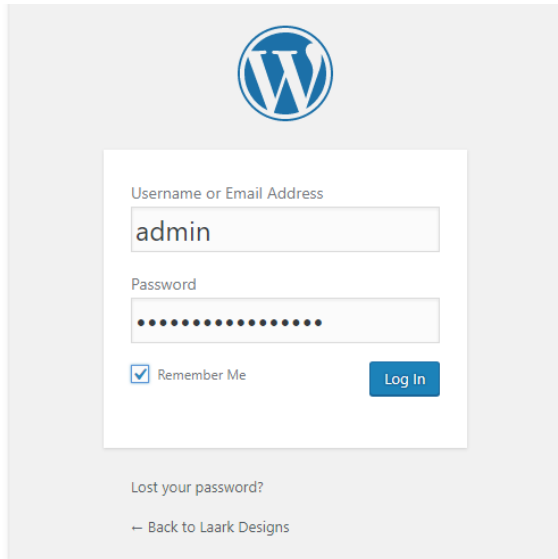 Username or Email Address
admin
Password
•••••••••••••••••
Remember Me
Log In
Lost your password?
← Back to Laark Designs